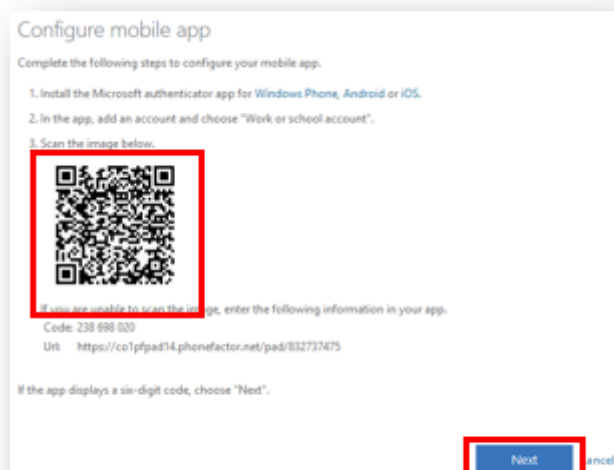 Configure mobile app
Complete the following steps to configure your mobile app.
1. Install the Microsoft authenticator app for Windows Phone, Android or iOS.
2. In the app, add an account and choose "Work or school account".
3. Scan the image below.
If you are unable to scan the image, enter the following information in your app.
Code: 238 698 020
Url: https://co1pfpad14.phonefactor.net/pad/832737475
If the app displays a six-digit code, choose "Next".
Next ancel